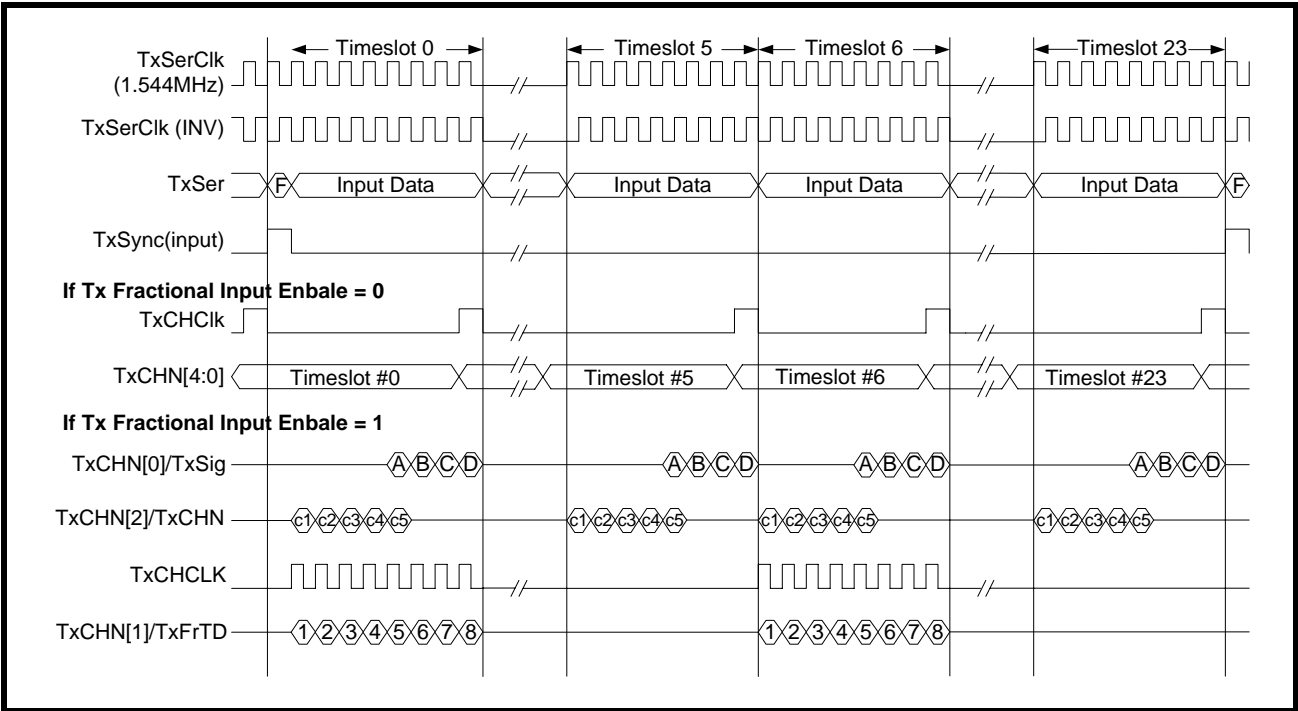 Timeslot 0 Timeslot 5 Timeslot 6 Timeslot 23
TxSerClk
(1.544MHz)
TxSerClk (INV)
TxSer F Input Data Input Data Input Data Input Data F
TxSync(input)
If Tx Fractional Input Enbale = 0
TxCHClk
TxCHN[4:0] Timeslot #0 Timeslot #5 Timeslot #6 Timeslot #23
If Tx Fractional Input Enbale = 1
TxCHN[0]/TxSig A B C D A B C D A B C D A B C D
TxCHN[2]/TxCHN c1 c2 c3 c4 c5 c1 c2 c3 c4 c5 c1 c2 c3 c4 c5 c1 c2 c3 c4 c5
TxCHCLK
TxCHN[1]/TxFrTD 1 2 3 4 5 6 7 8 1 2 3 4 5 6 7 8